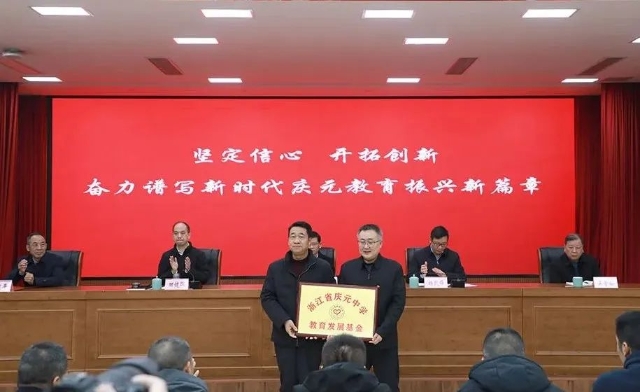 坚定信心 开拓创新
奋力谱写新时代庆元教育振兴新篇章
浙江省庆元中学
教育发展基金